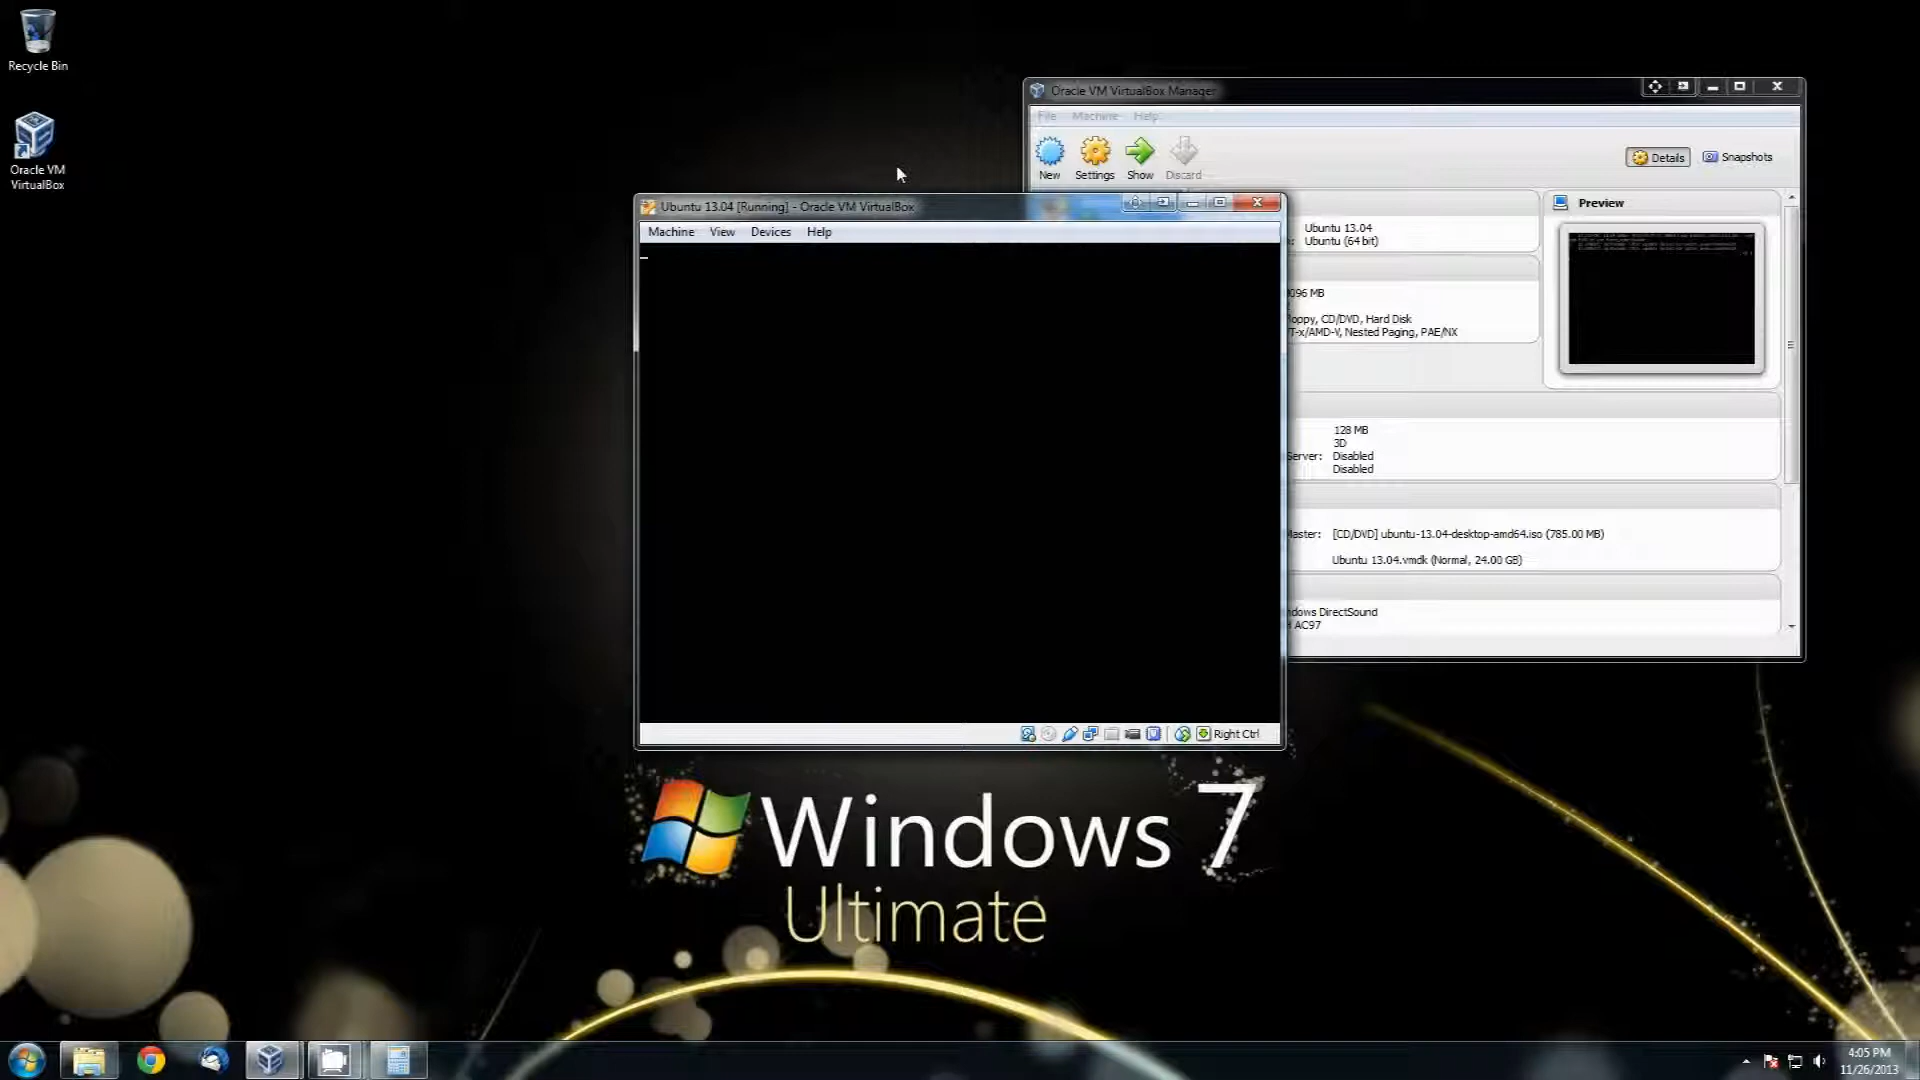 Recycle Bin
Oracle VM
VirtualBox
Oracle VM VirtualBox Manager
File Machine Help
New Settings Show Discard
Details Snapshots
Ubuntu 13.04 [Running] - Oracle VM VirtualBox
Machine View Devices Help
Preview
Ubuntu 13.04
Ubuntu (64 bit)
096 MB
loppy, CD/DVD, Hard Disk
T-x/AMD-V, Nested Paging, PAE/NX
128 MB
3D
Server: Disabled
Disabled
Master: [CD/DVD] ubuntu-13.04-desktop-amd64.iso (785.00 MB)
Ubuntu 13.04.vmdk (Normal, 24.00 GB)
ndows DirectSound
AC97
Right Ctrl
Windows 7
Ultimate
4:05 PM
11/26/2013